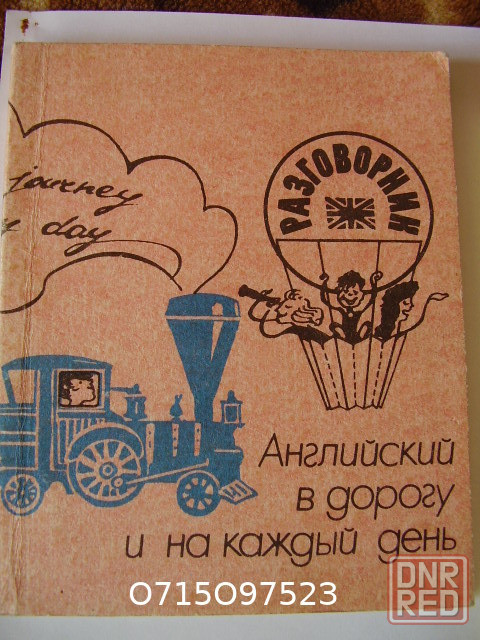 journey
day
РАЗГОВОРНИК
Английский
в дорогу
и на каждый день
0715097523
DNR
RED